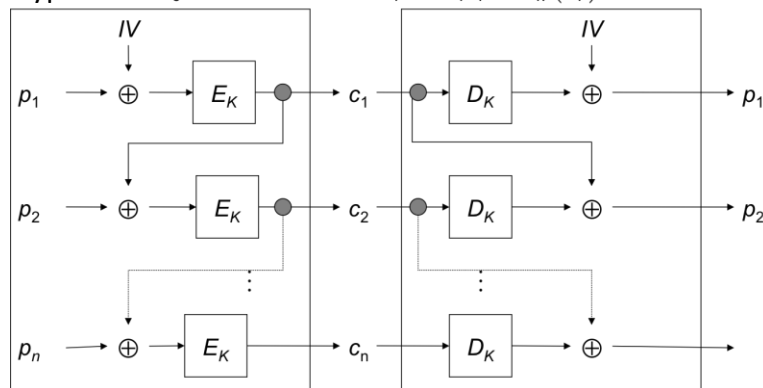 IV IV
p1 ⊕ EK c1 DK ⊕ p1
p2 ⊕ EK c2 DK ⊕ p2
⋮ ⋮
pn ⊕ EK cn DK ⊕